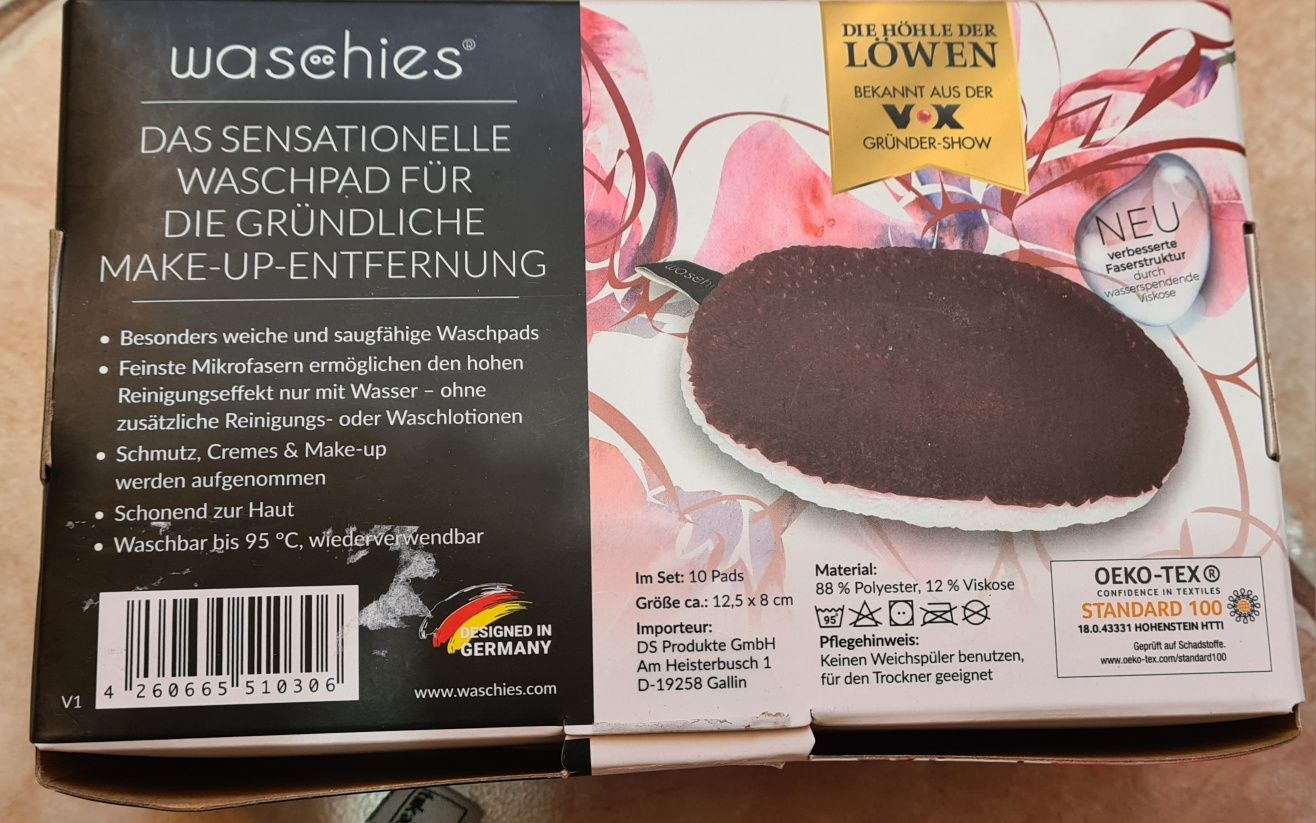 waschies®
DAS SENSATIONELLE
WASCHPAD FÜR
DIE GRÜNDLICHE
MAKE-UP-ENTFERNUNG
• Besonders weiche und saugfähige Waschpads
• Feinste Mikrofasern ermöglichen den hohen
Reinigungseffekt nur mit Wasser – ohne
zusätzliche Reinigungs- oder Waschlotionen
• Schmutz, Cremes & Make-up
werden aufgenommen
• Schonend zur Haut
• Waschbar bis 95 °C, wiederverwendbar
V1
4 260665 510306
DESIGNED IN
GERMANY
www.waschies.com
DIE HÖHLE DER
LÖWEN
BEKANNT AUS DER
VOX
GRÜNDER-SHOW
NEU
verbesserte
Faserstruktur
durch
wasserspendende
Viskose
Im Set: 10 Pads
Größe ca.: 12,5 x 8 cm
Importeur:
DS Produkte GmbH
Am Heisterbusch 1
D-19258 Gallin
Material:
88 % Polyester, 12 % Viskose
95
Pflegehinweis:
Keinen Weichspüler benutzen,
für den Trockner geeignet
OEKO-TEX®
CONFIDENCE IN TEXTILES
STANDARD 100
18.0.43331 HOHENSTEIN HTTI
Geprüft auf Schadstoffe.
www.oeko-tex.com/standard100